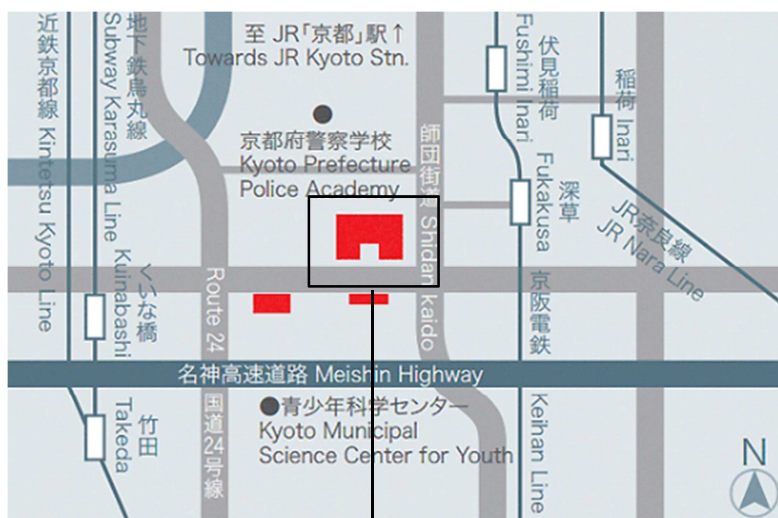 近鉄京都線 Kintetsu Kyoto Line
地下鉄烏丸線
Subway Karasuma Line
至 JR「京都」駅↑
Towards JR Kyoto Stn.
京都府警察学校
Kyoto Prefecture
Police Academy
師団街道 Shidan kaido
伏見稲荷
Fushimi Inari
稲荷 Inari
深草
Fukakusa
JR奈良線
JR Nara Line
くいな橋
Kuinabashi
Route 24
京阪電鉄
名神高速道路 Meishin Highway
竹田
Takeda
国道24号線
青少年科学センター
Kyoto Municipal
Science Center for Youth
Keihan Line
N